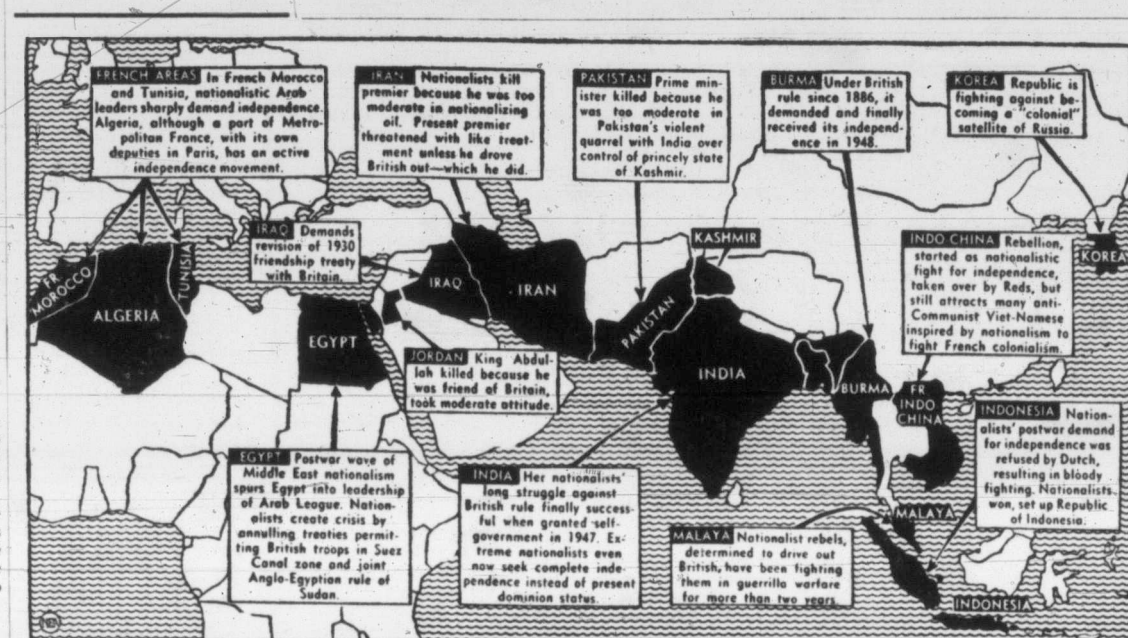 FRENCH AREAS In French Morocco
and Tunisia, nationalistic Arab
leaders sharply demand independence.
Algeria, although a part of Metro-
politan France, with its own
deputies in Paris, has an active
independence movement.
IRAN Nationalists kill
premier because he was too
moderate in nationalizing
oil. Present premier
threatened with like treat-
ment unless he drove
British out—which he did.
PAKISTAN Prime min-
ister killed because he
was too moderate in
Pakistan's violent
quarrel with India over
control of princely state
of Kashmir.
BURMA Under British
rule since 1886, it
demanded and finally
received its independ-
ence in 1948.
KOREA Republic is
fighting against be-
coming a "colonial"
satellite of Russia.
IRAQ Demands
revision of 1930
friendship treaty
with Britain.
KASHMIR
INDO CHINA Rebellion,
started as nationalistic
fight for independence,
taken over by Reds, but
still attracts many anti-
Communist Viet-Namese
inspired by nationalism to
fight French colonialism.
KOREA
FR
MOROCCO
ALGERIA
TUNISIA
EGYPT
IRAQ
IRAN
PAKISTAN
INDIA
BURMA
FR
INDO
CHINA
JORDAN King Abdul-
lah killed because he
was friend of Britain,
took moderate attitude.
INDONESIA Nation-
alists' postwar demand
for independence was
refused by Dutch,
resulting in bloody
fighting. Nationalists
won, set up Republic
of Indonesia.
EGYPT Postwar wave of
Middle East nationalism
spurs Egypt into leadership
of Arab League. Nation-
alists create crisis by
annulling treaties permit-
ting British troops in Suez
Canal zone and joint
Anglo-Egyptian rule of
Sudan.
INDIA Her nationalists'
long struggle against
British rule finally success-
ful when granted self-
government in 1947. Ex-
treme nationalists even
now seek complete inde-
pendence instead of present
dominion status.
MALAYA Nationalist rebels,
determined to drive out
British, have been fighting
them in guerrilla warfare
for more than two years.
MALAYA
INDONESIA